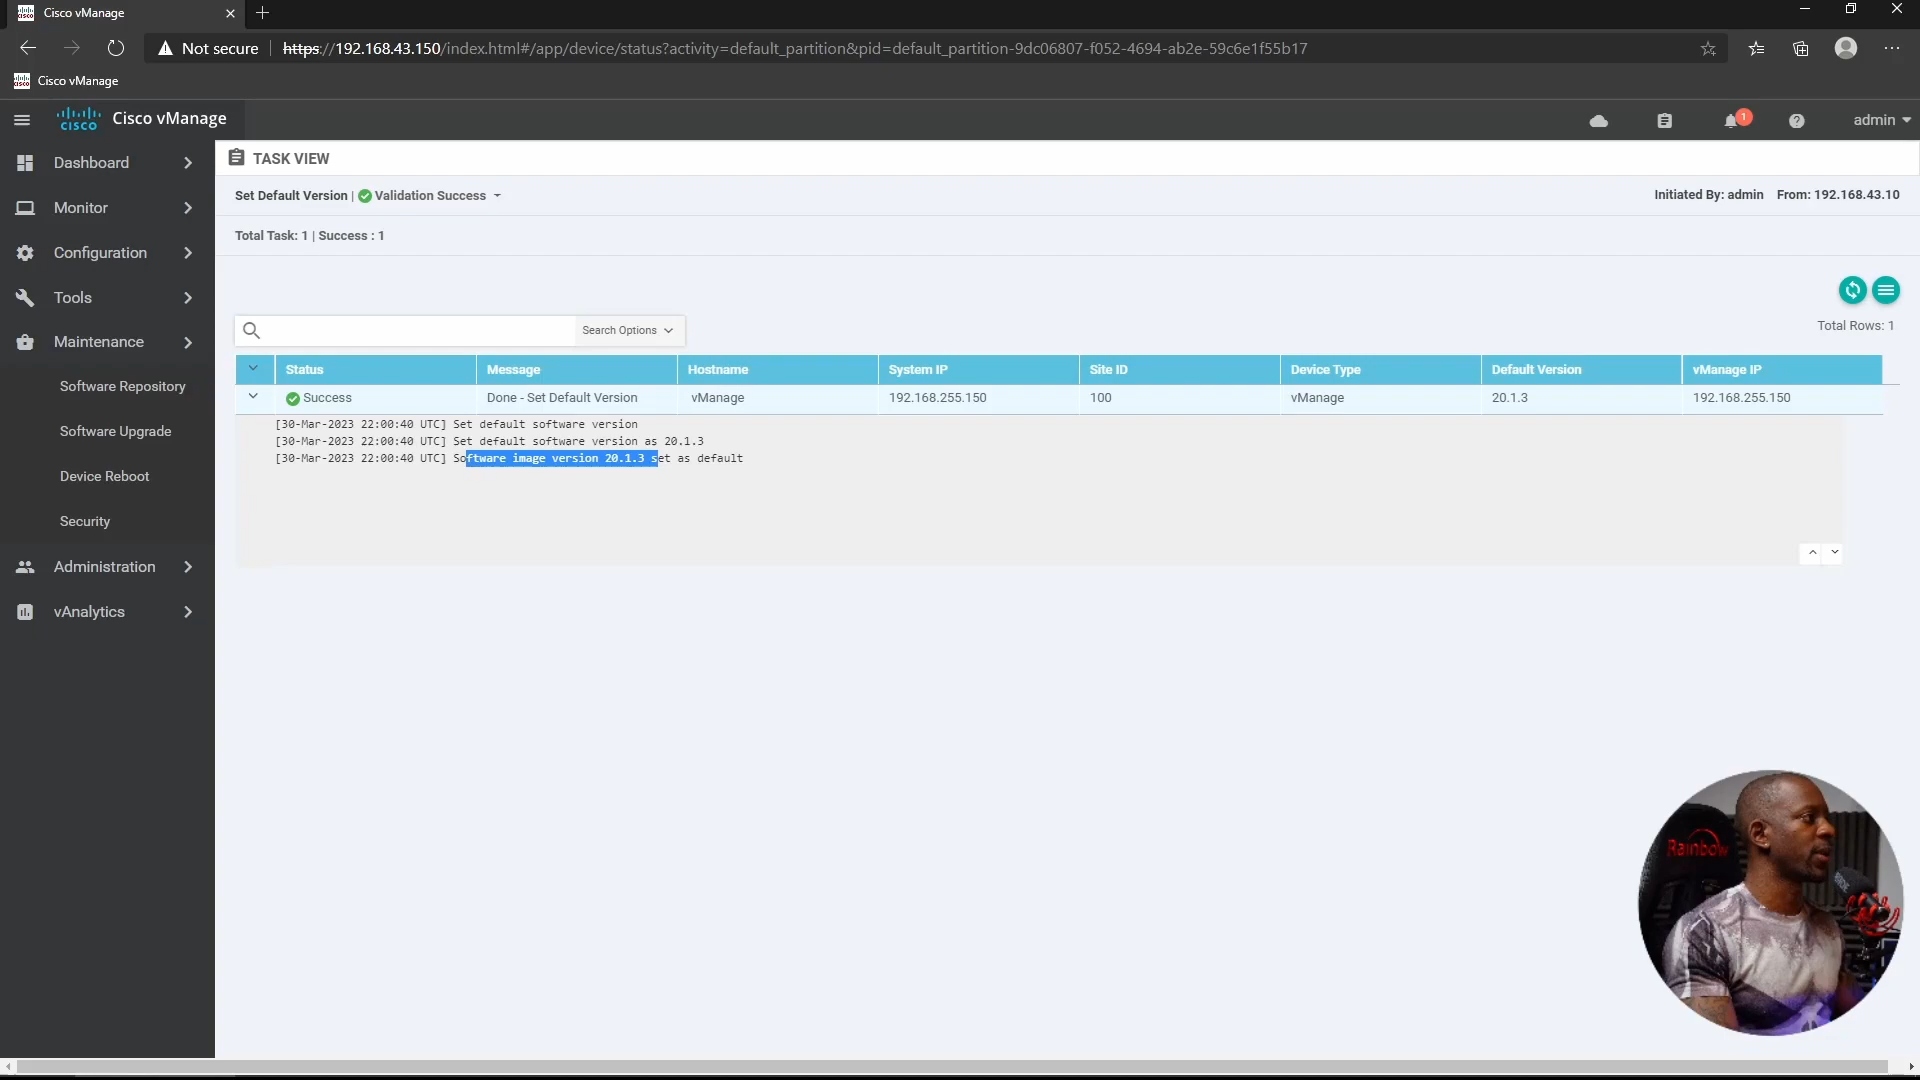 Cisco vManage
Not secure https://192.168.43.150/index.html#/app/device/status?activity=default_partition&pid=default_partition-9dc06807-f052-4694-ab2e-59c6e1f55b17
Cisco vManage
cisco Cisco vManage
1
admin
Dashboard
Monitor
Configuration
Tools
Maintenance
Software Repository
Software Upgrade
Device Reboot
Security
Administration
vAnalytics
TASK VIEW
Set Default Version | Validation Success
Initiated By: admin From: 192.168.43.10
Total Task: 1 | Success : 1
Search Options
Total Rows: 1
Status Message Hostname System IP Site ID Device Type Default Version vManage IP
Success Done - Set Default Version vManage 192.168.255.150 100 vManage 20.1.3 192.168.255.150
[30-Mar-2023 22:00:40 UTC] Set default software version
[30-Mar-2023 22:00:40 UTC] Set default software version as 20.1.3
[30-Mar-2023 22:00:40 UTC] Software image version 20.1.3 set as default
Rainbow
RØDE